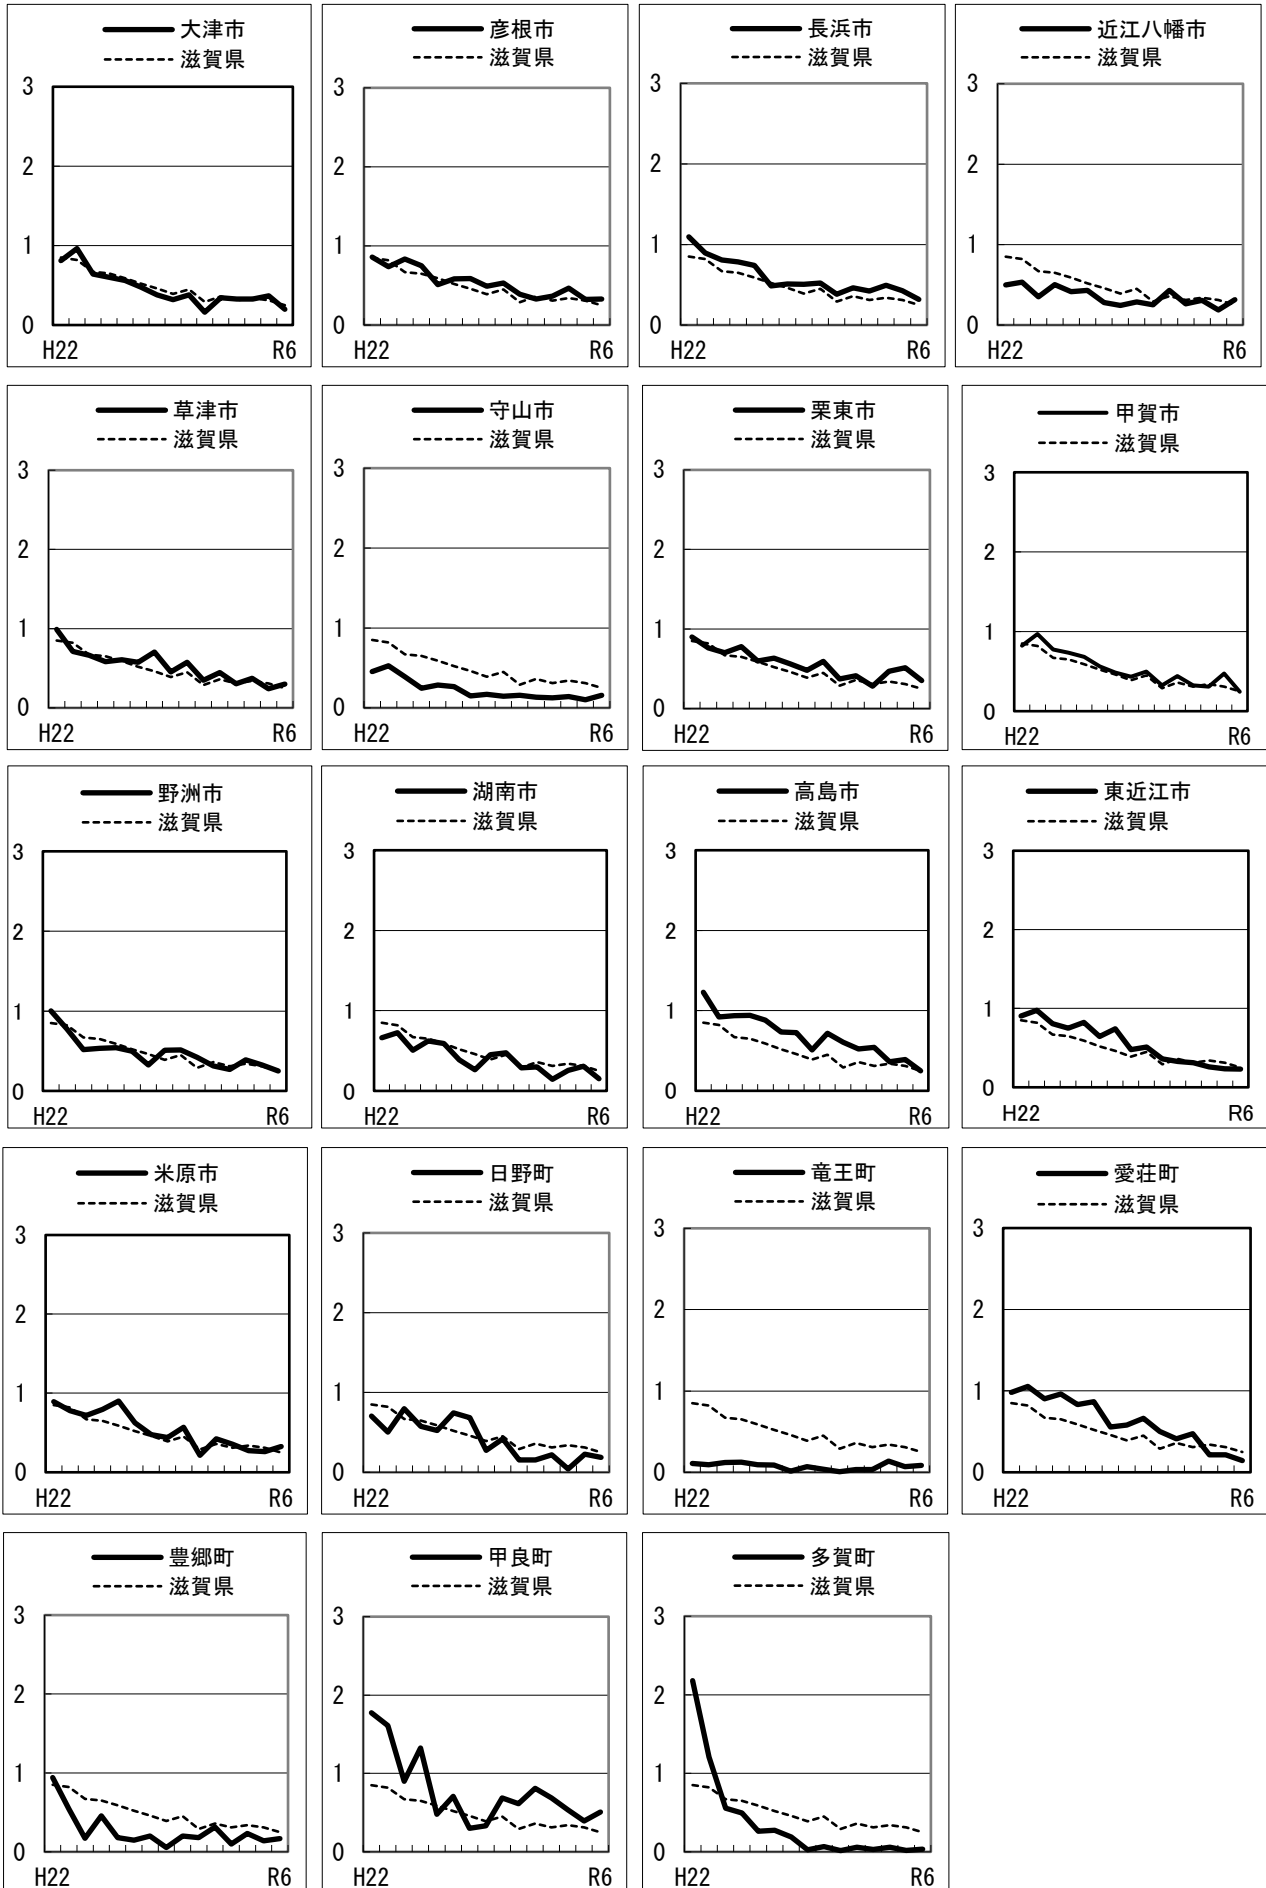 大津市
滋賀県
3
2
1
0
H22 R6
彦根市
滋賀県
3
2
1
0
H22 R6
長浜市
滋賀県
3
2
1
0
H22 R6
近江八幡市
滋賀県
3
2
1
0
H22 R6
草津市
滋賀県
3
2
1
0
H22 R6
守山市
滋賀県
3
2
1
0
H22 R6
栗東市
滋賀県
3
2
1
0
H22 R6
甲賀市
滋賀県
3
2
1
0
H22 R6
野洲市
滋賀県
3
2
1
0
H22 R6
湖南市
滋賀県
3
2
1
0
H22 R6
高島市
滋賀県
3
2
1
0
H22 R6
東近江市
滋賀県
3
2
1
0
H22 R6
米原市
滋賀県
3
2
1
0
H22 R6
日野町
滋賀県
3
2
1
0
H22 R6
竜王町
滋賀県
3
2
1
0
H22 R6
愛荘町
滋賀県
3
2
1
0
H22 R6
豊郷町
滋賀県
3
2
1
0
H22 R6
甲良町
滋賀県
3
2
1
0
H22 R6
多賀町
滋賀県
3
2
1
0
H22 R6